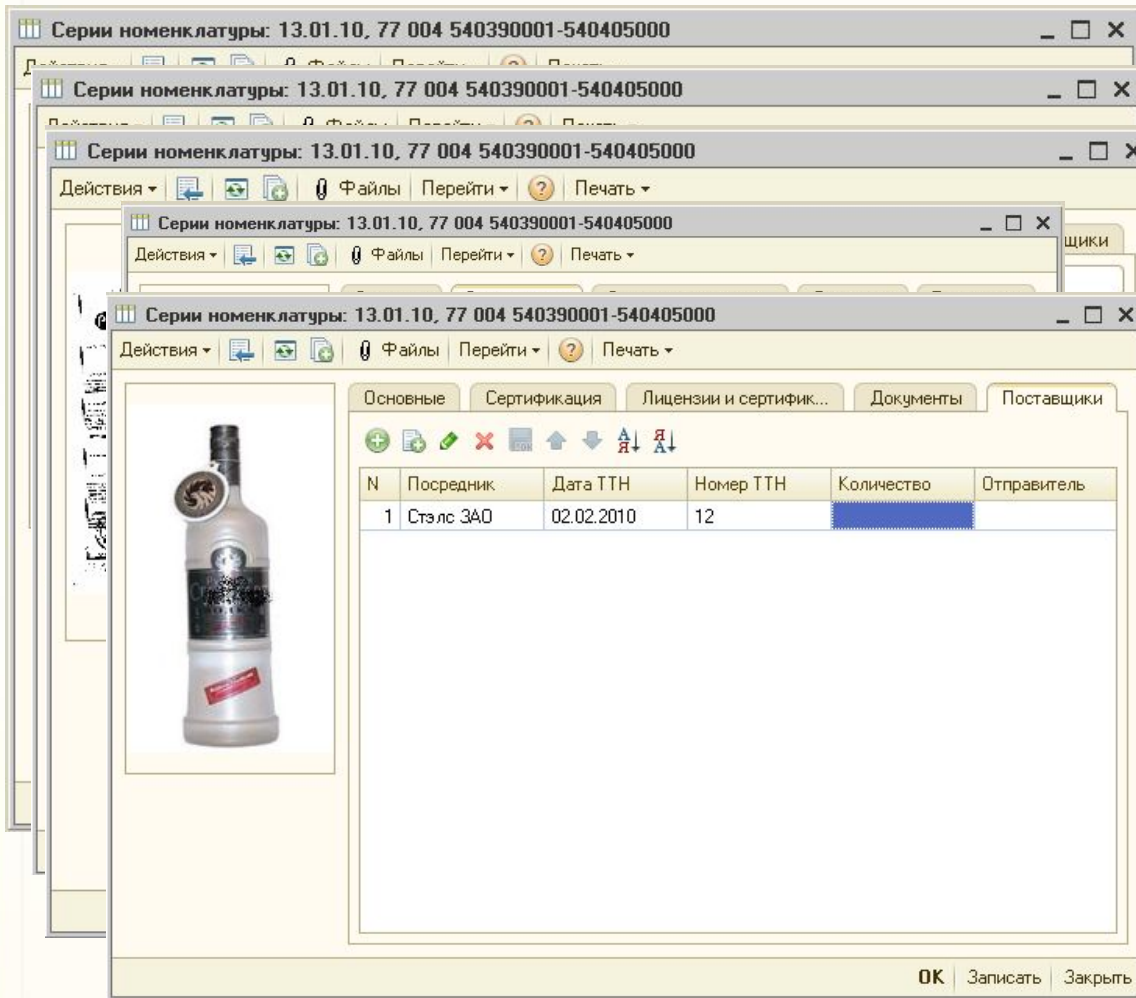 Серии номенклатуры: 13.01.10, 77 004 540390001-540405000
Серии номенклатуры: 13.01.10, 77 004 540390001-540405000
Серии номенклатуры: 13.01.10, 77 004 540390001-540405000
Действия Файлы Перейти ? Печать
Серии номенклатуры: 13.01.10, 77 004 540390001-540405000
Действия Файлы Перейти ? Печать
щики
Серии номенклатуры: 13.01.10, 77 004 540390001-540405000
Действия Файлы Перейти ? Печать
Основные Сертификация Лицензии и сертифик... Документы Поставщики
N Посредник Дата ТТН Номер ТТН Количество Отправитель
1 Стэлс ЗАО 02.02.2010 12
OK Записать Закрыть